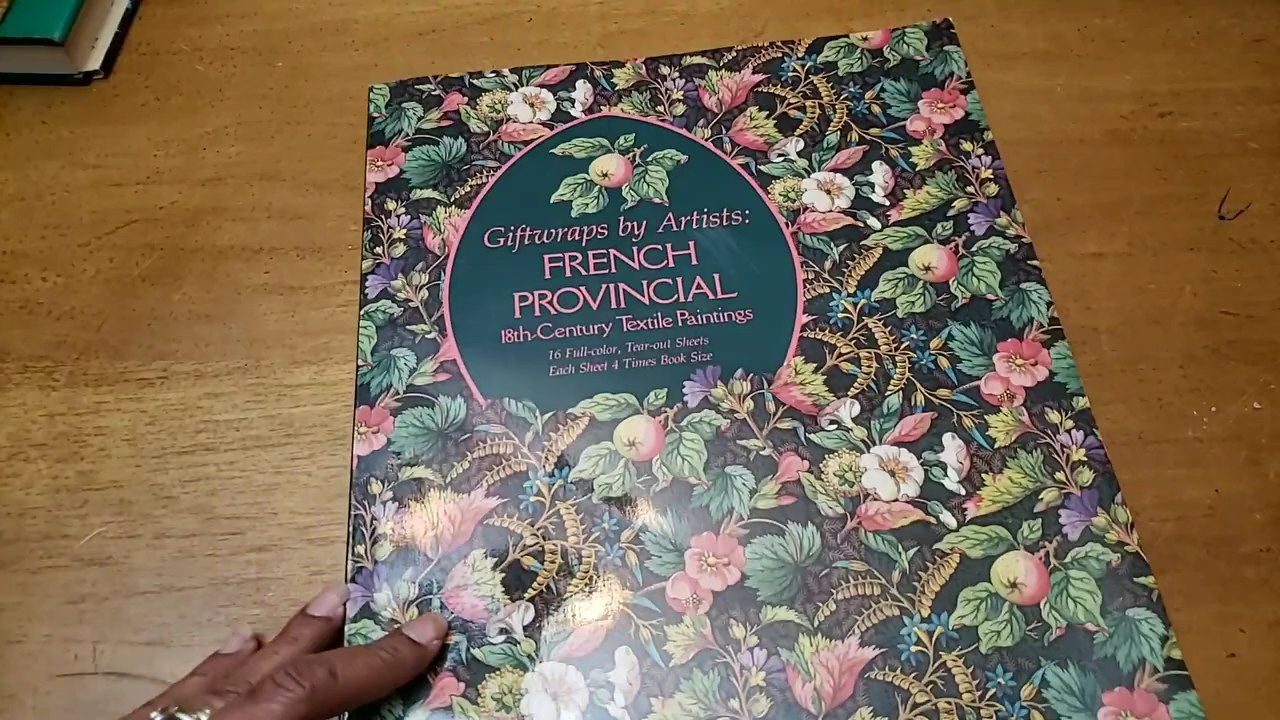 Giftwraps by Artists:
FRENCH
PROVINCIAL
18th-Century Textile Paintings
16 Full-color, Tear-out Sheets
Each Sheet 4 Times Book Size